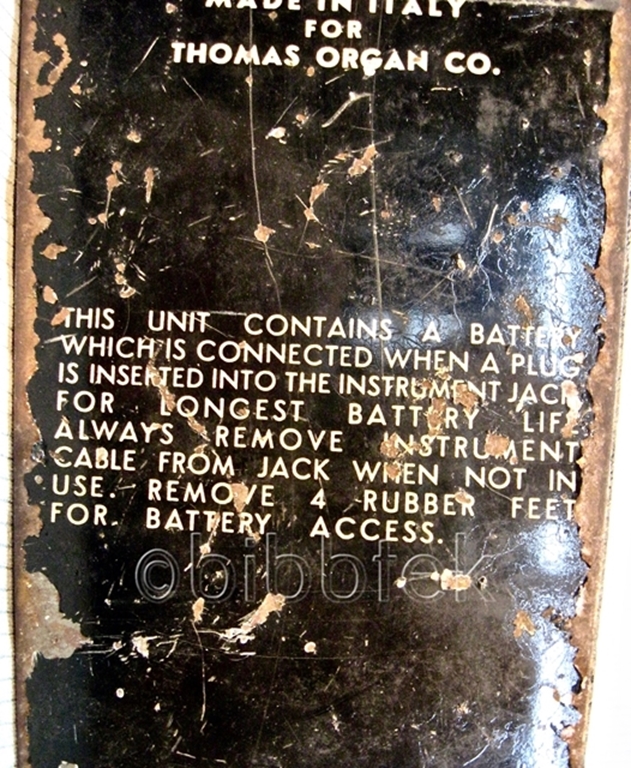 MADE IN ITALY
FOR
THOMAS ORGAN CO.
THIS UNIT CONTAINS A BATTERY
WHICH IS CONNECTED WHEN A PLUG
IS INSERTED INTO THE INSTRUMENT JACK.
FOR LONGEST BATTERY LIFE
ALWAYS REMOVE INSTRUMENT
CABLE FROM JACK WHEN NOT IN
USE. REMOVE 4 RUBBER FEET
FOR BATTERY ACCESS.
©bibbtek